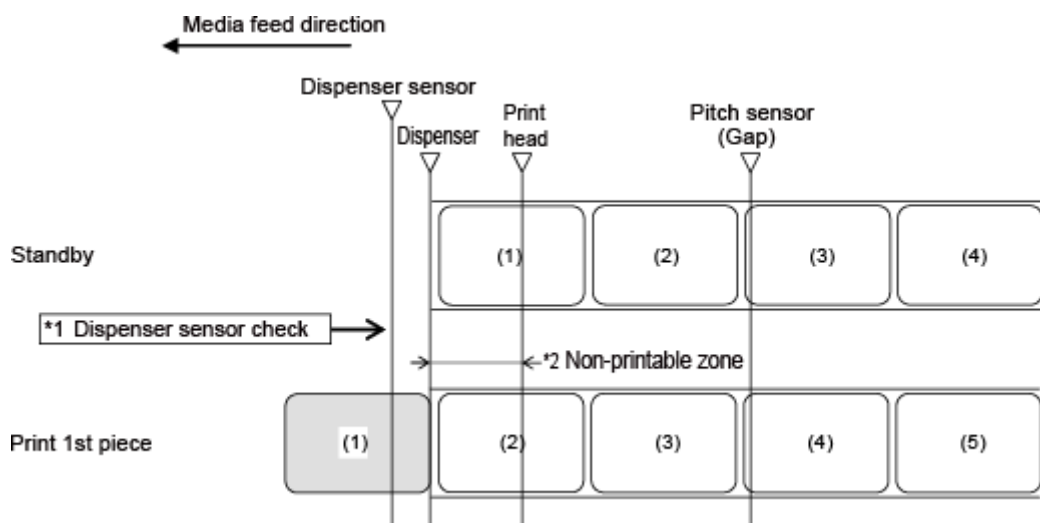 Media feed direction
Dispenser sensor
Dispenser
Print
head
Pitch sensor
(Gap)
Standby
(1)
(2)
(3)
(4)
*1 Dispenser sensor check
*2 Non-printable zone
Print 1st piece
(1)
(2)
(3)
(4)
(5)